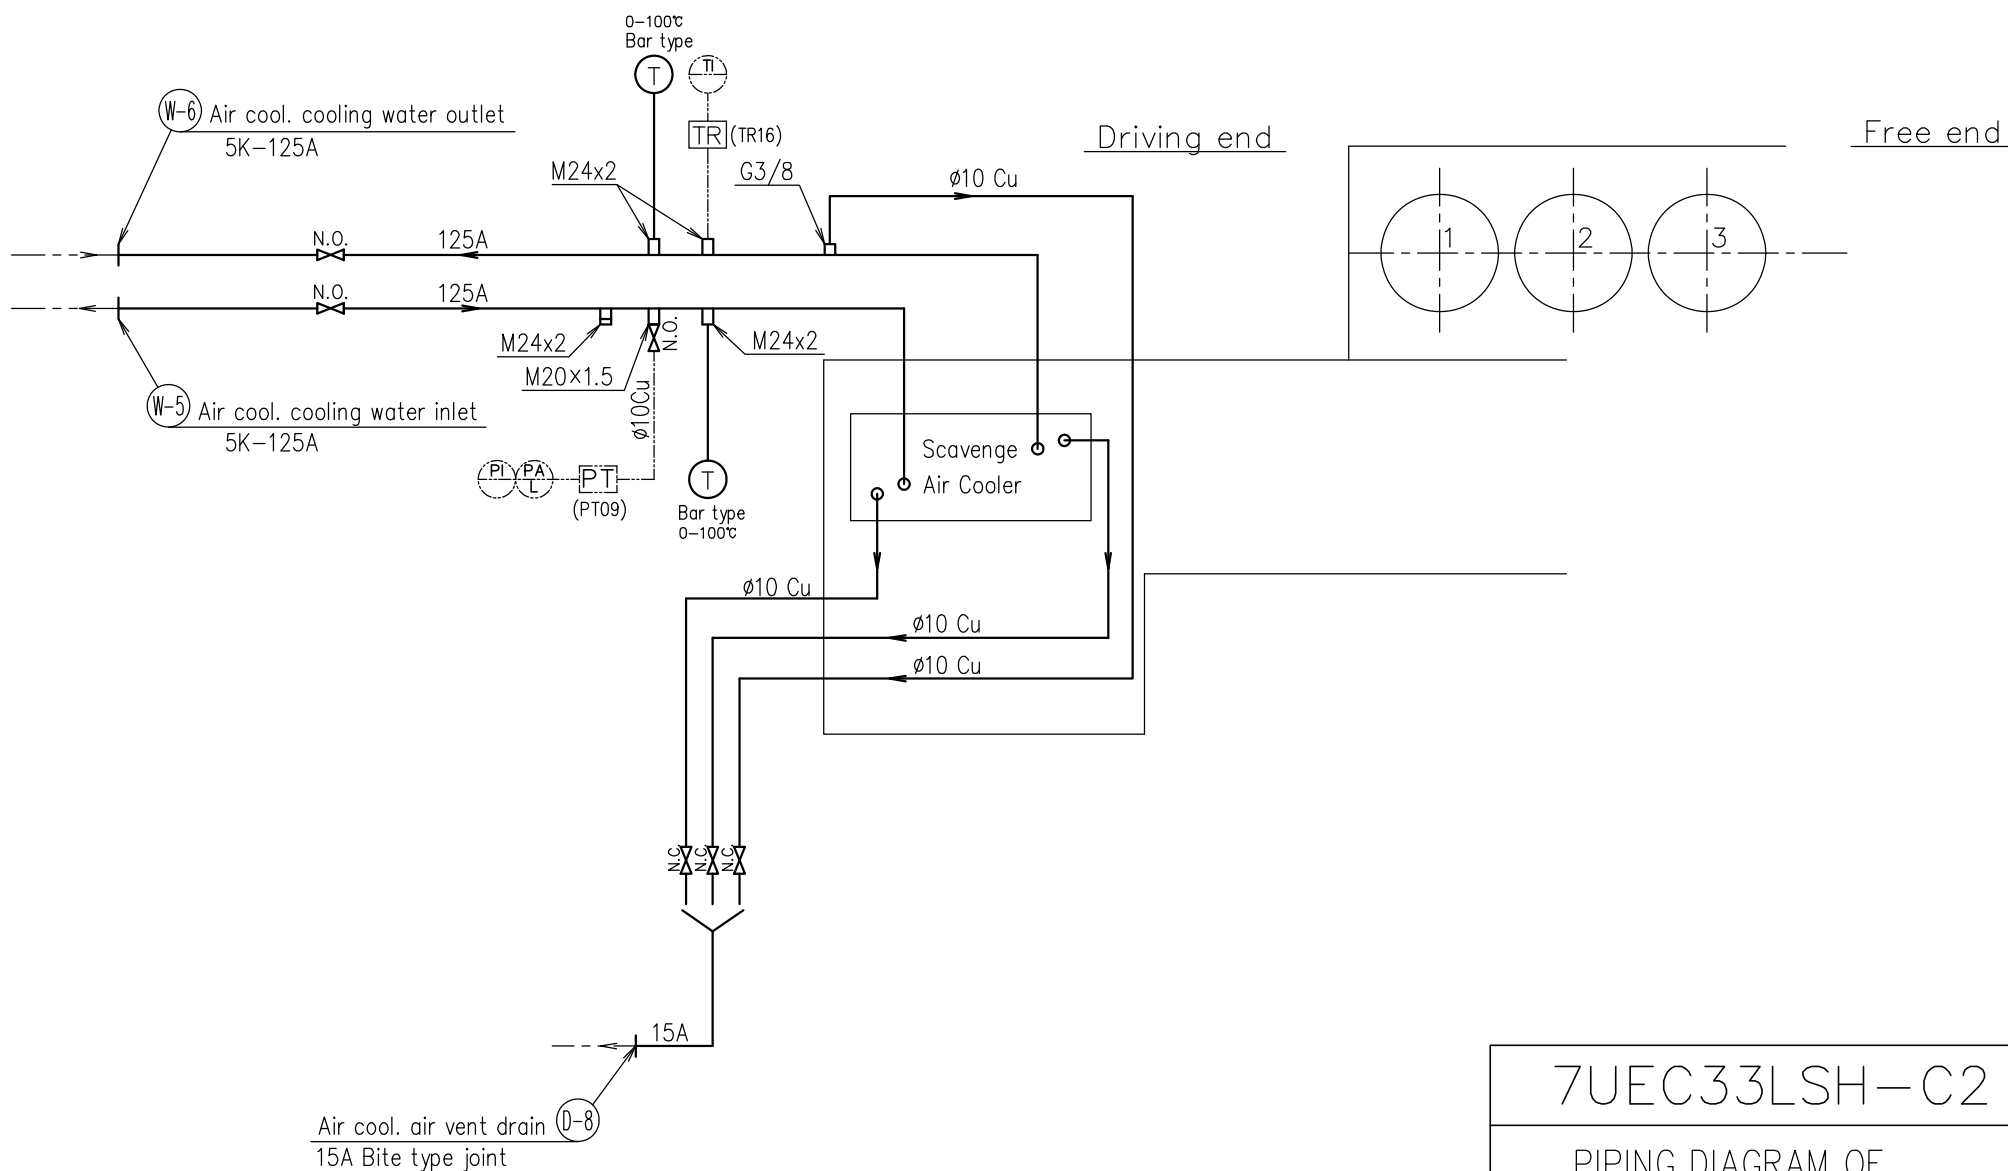 0-100℃
Bar type
T
TI
W-6 Air cool. cooling water outlet
5K-125A
TR (TR16)
Driving end
Free end
M24x2
G3/8
ø10 Cu
N.O.
125A
1
2
3
N.O.
125A
M24x2
N.O.
M24x2
M20×1.5
W-5 Air cool. cooling water inlet
5K-125A
ø10Cu
Scavenge
Air Cooler
PI
PA
L
PT
(PT09)
T
Bar type
0-100℃
ø10 Cu
ø10 Cu
ø10 Cu
N.C.
N.C.
N.C.
15A
Air cool. air vent drain D-8
15A Bite type joint
7UEC33LSH-C2
PIPING DIAGRAM OF